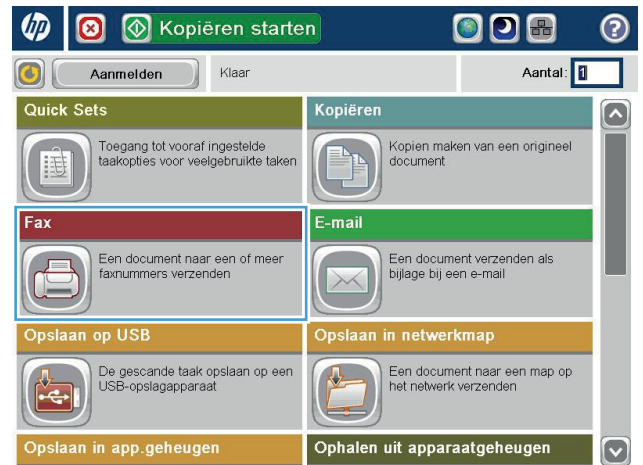 hp
Kopiëren starten
?
Aanmelden
Klaar
Aantal: 1
Quick Sets
Toegang tot vooraf ingestelde
taakopties voor veelgebruikte taken
Kopiëren
Kopien maken van een origineel
document
Fax
Een document naar een of meer
faxnummers verzenden
E-mail
Een document verzenden als
bijlage bij een e-mail
Opslaan op USB
De gescande taak opslaan op een
USB-opslagapparaat
Opslaan in netwerkmap
Een document naar een map op
het netwerk verzenden
Opslaan in app.geheugen
Ophalen uit apparaatgeheugen